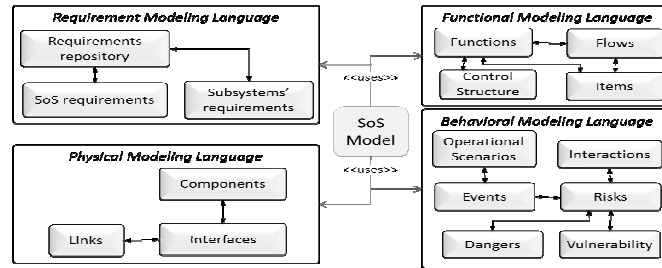 Requirement Modeling Language
Requirements
repository
SoS requirements
Subsystems'
requirements
Functional Modeling Language
Functions
Flows
Control
Structure
Items
<<uses>>
SoS
Model
<<uses>>
Physical Modeling Language
Components
Links
Interfaces
Behavioral Modeling Language
Operational
Scenarios
Interactions
Events
Risks
Dangers
Vulnerability